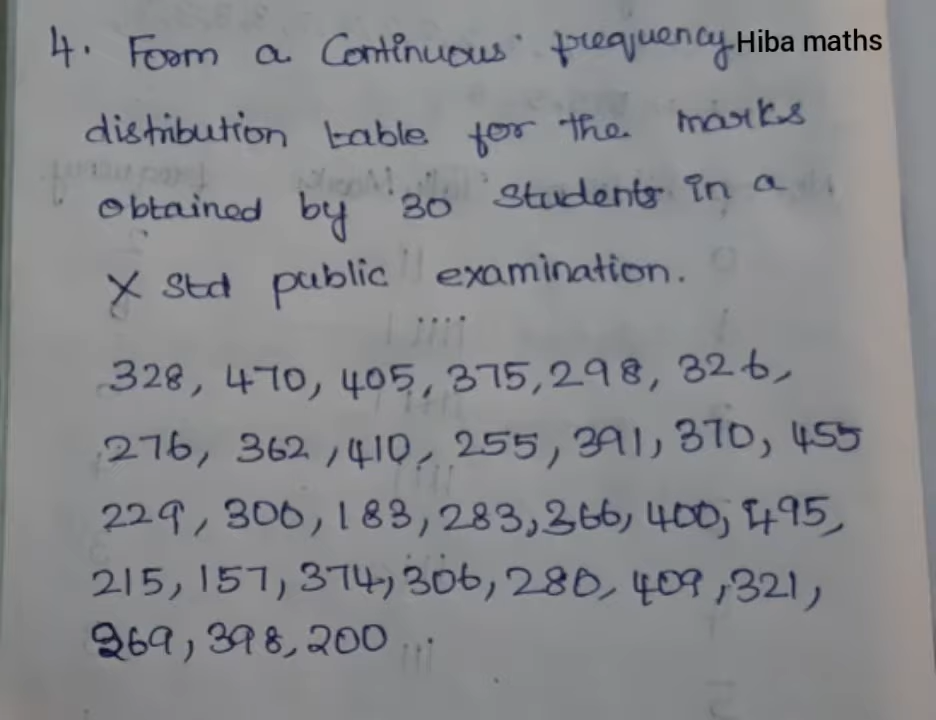 4. Form a Continuous frequency Hiba maths
distribution table for the marks
obtained by 30 Students in a
X Std public examination.
328, 470, 405, 375, 298, 326,
276, 362, 410, 255, 391, 370, 455
229, 300, 183, 283, 366, 400, 495,
215, 157, 374, 306, 280, 409, 321,
269, 398, 200